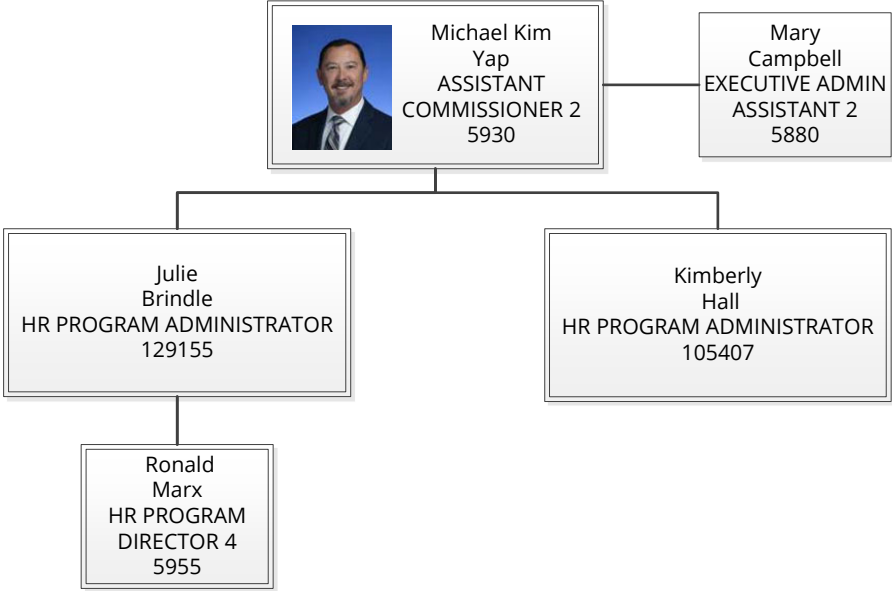 Michael Kim
Yap
ASSISTANT
COMMISSIONER 2
5930
Mary
Campbell
EXECUTIVE ADMIN
ASSISTANT 2
5880
Julie
Brindle
HR PROGRAM ADMINISTRATOR
129155
Kimberly
Hall
HR PROGRAM ADMINISTRATOR
105407
Ronald
Marx
HR PROGRAM
DIRECTOR 4
5955